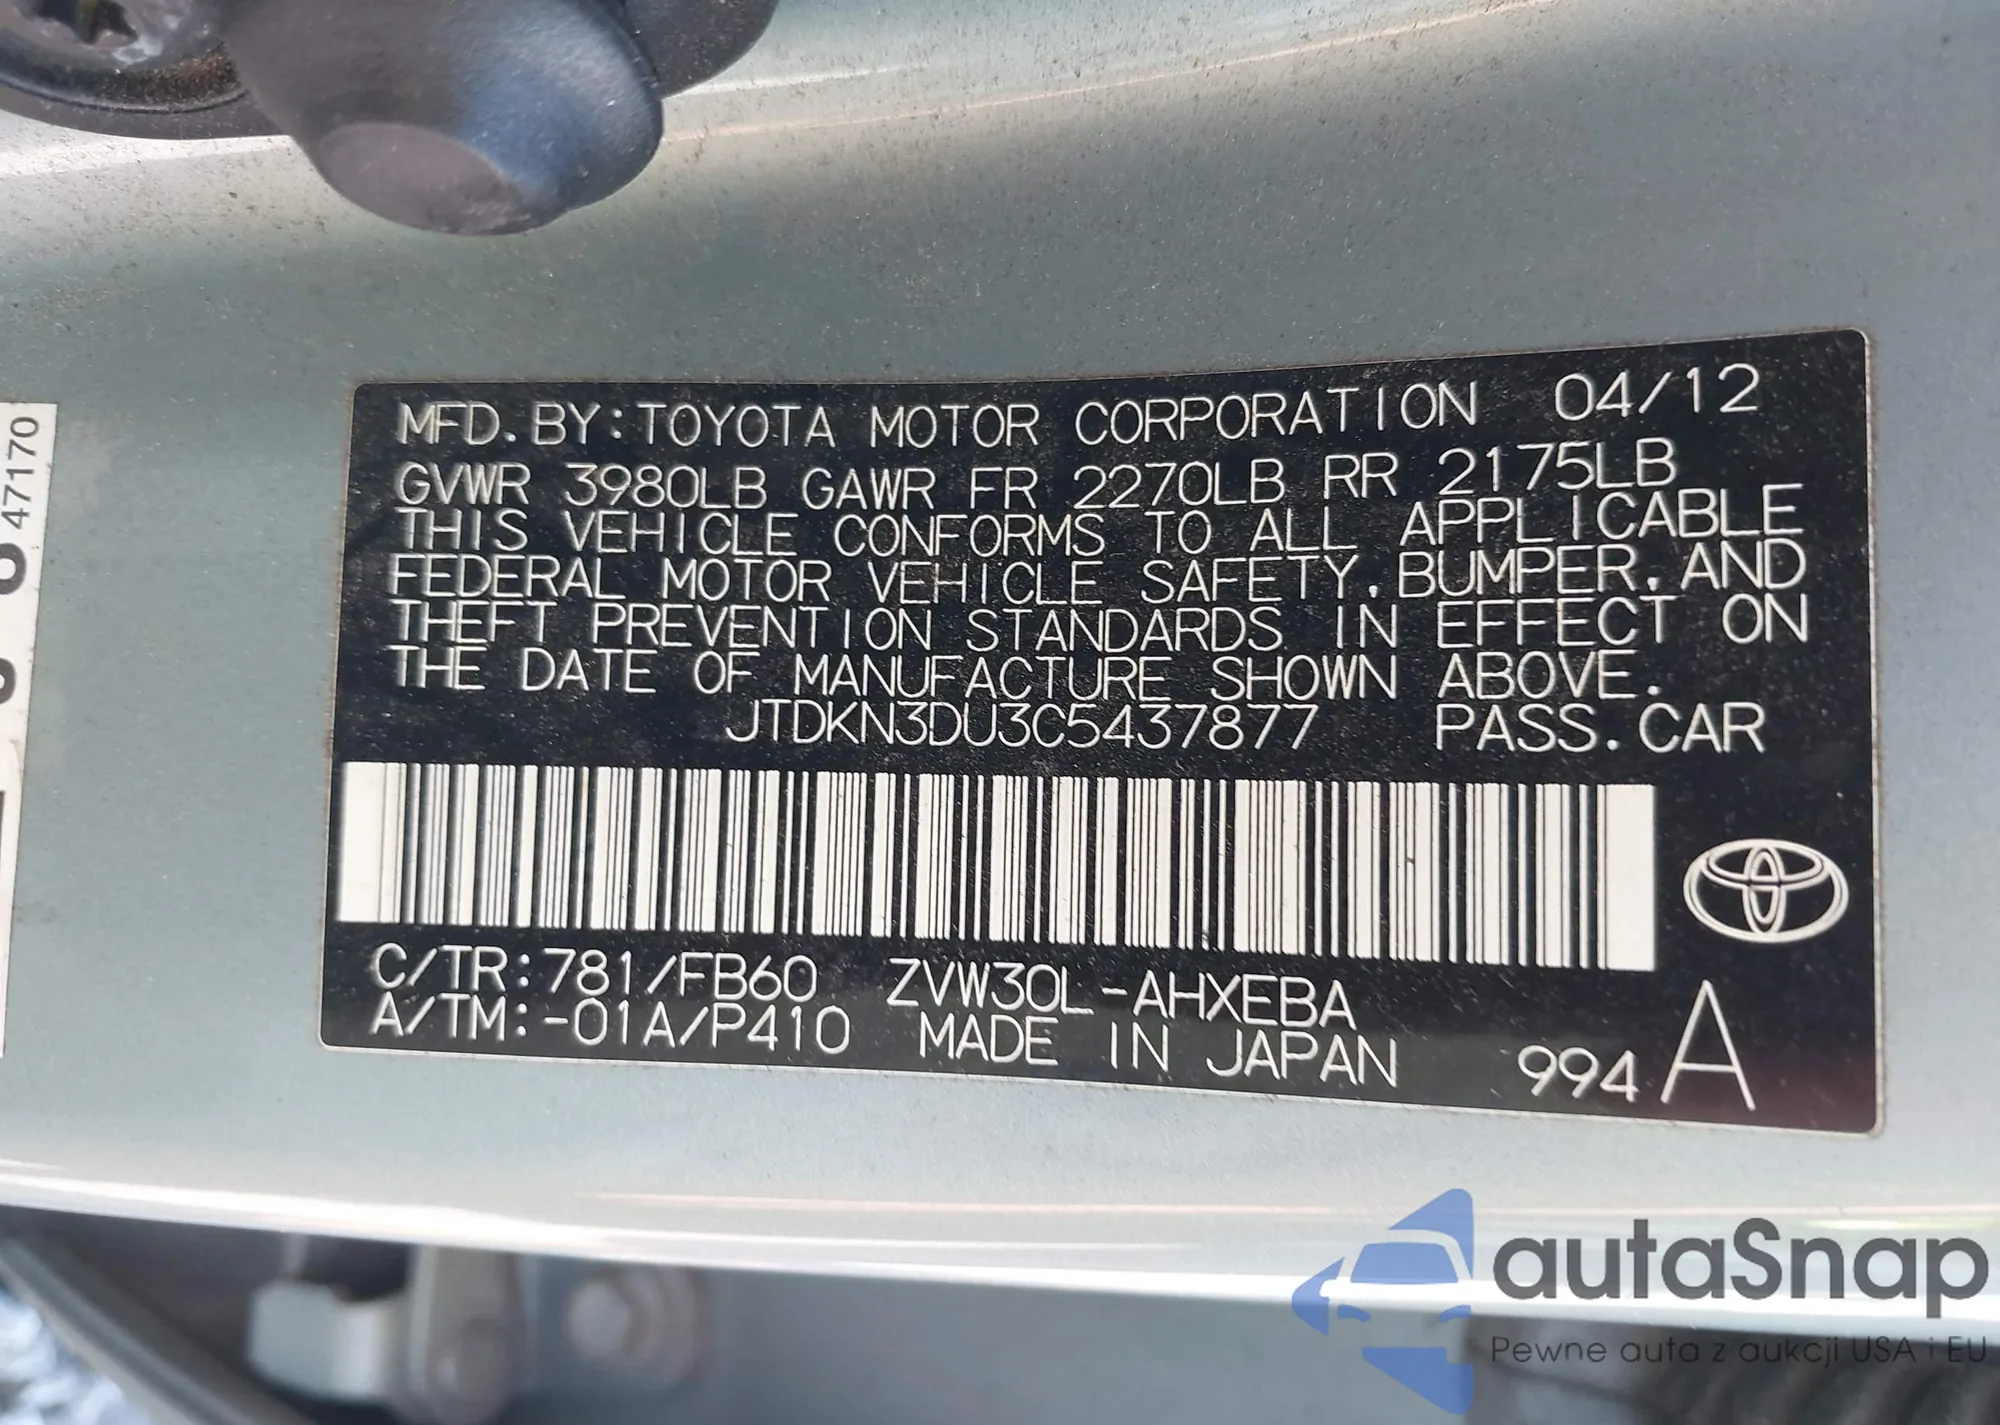 MFD. BY: TOYOTA MOTOR CORPORATION 04/12
GVWR 3980LB GAWR FR 2270LB RR 2175LB
THIS VEHICLE CONFORMS TO ALL APPLICABLE
FEDERAL MOTOR VEHICLE SAFETY, BUMPER, AND
THEFT PREVENTION STANDARDS IN EFFECT ON
THE DATE OF MANUFACTURE SHOWN ABOVE.
JTDKN3DU3C5437877 PASS. CAR
C/TR: 781/FB60 ZVW30L-AHXEBA
A/TM: -01A/P410 MADE IN JAPAN 994 A
47170
autaSnap
Pewne auta z aukcji USA i EU